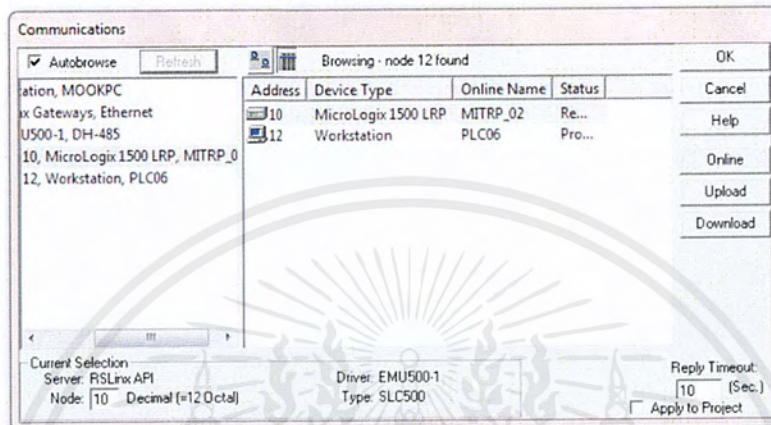 Communications
Autobrowse Refresh Browsing - node 12 found
ation, MOOKPC
ix Gateways, Ethernet
U500-1, DH-485
10, MicroLogix 1500 LRP, MITRP_0
12, Workstation, PLC06
Address Device Type Online Name Status
10 MicroLogix 1500 LRP MITRP_02 Re...
12 Workstation PLC06 Pro...
OK
Cancel
Help
Online
Upload
Download
Current Selection
Server: RSLinx API
Node: 10 Decimal (=12 Octal)
Driver: EMU500-1
Type: SLC500
Reply Timeout:
10 (Sec.)
Apply to Project